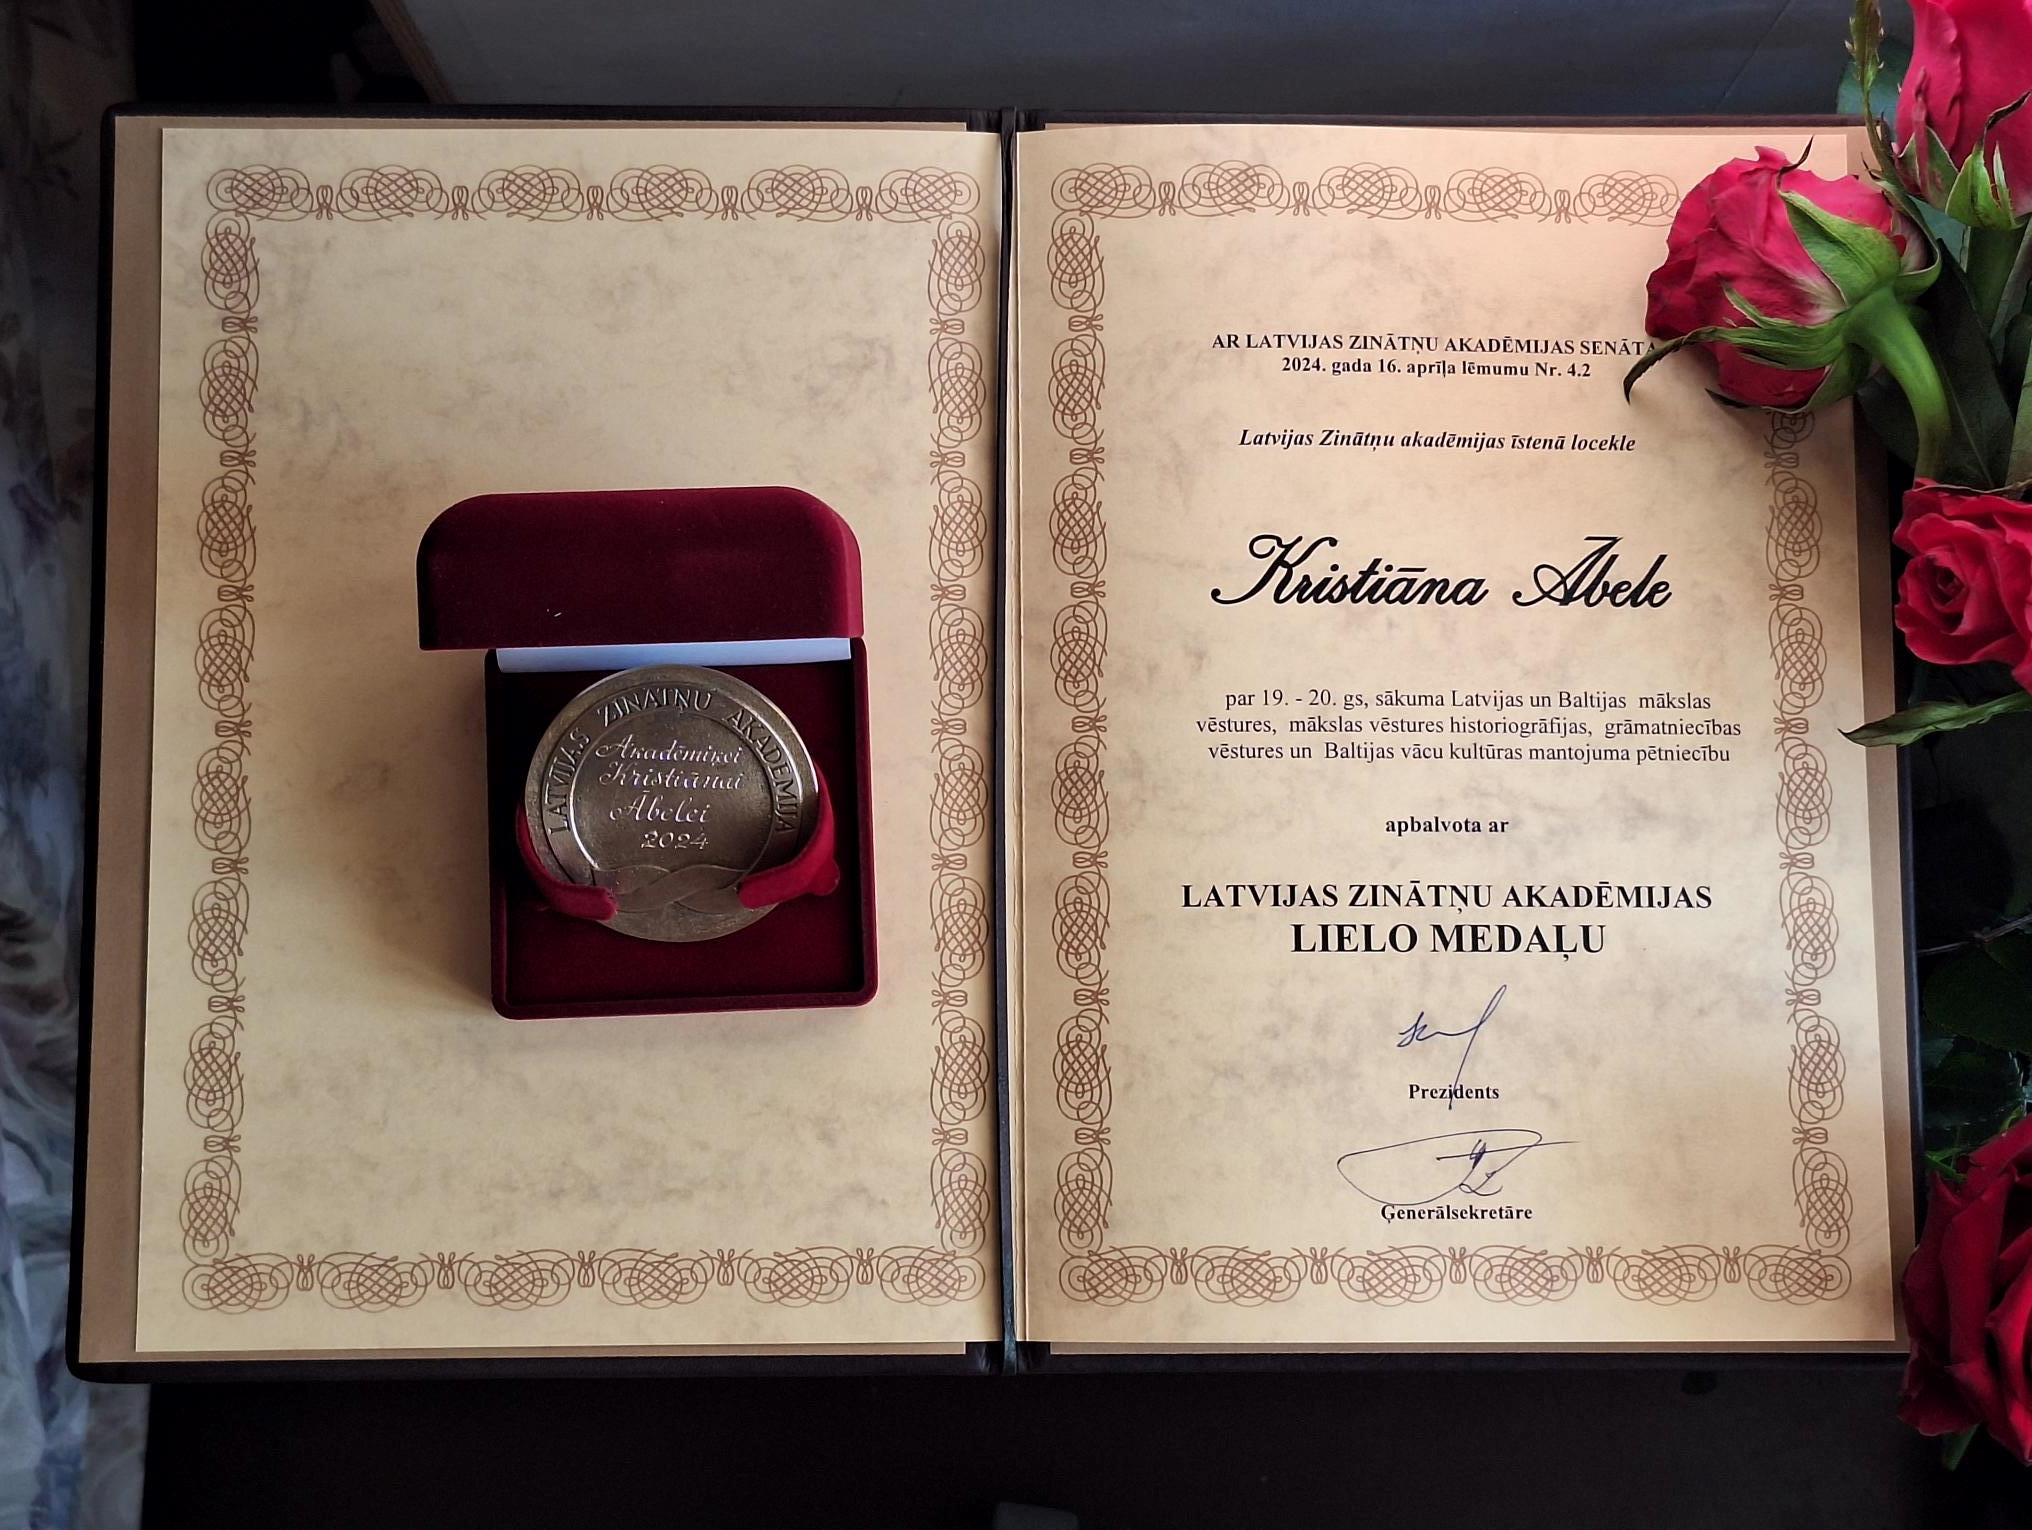 LATVIJAS ZINĀTŅU AKADĒMIJA
Akadēmiķei
Kristiānai
Ābelei
2024
AR LATVIJAS ZINĀTŅU AKADĒMIJAS SENĀTA
2024. gada 16. aprīļa lēmumu Nr. 4.2
Latvijas Zinātņu akadēmijas īstenā locekle
Kristiāna Ābele
par 19. - 20. gs, sākuma Latvijas un Baltijas mākslas
vēstures, mākslas vēstures historiogrāfijas, grāmatniecības
vēstures un Baltijas vācu kultūras mantojuma pētniecību
apbalvota ar
LATVIJAS ZINĀTŅU AKADĒMIJAS
LIELO MEDAĻU
Prezidents
Ģenerālsekretāre